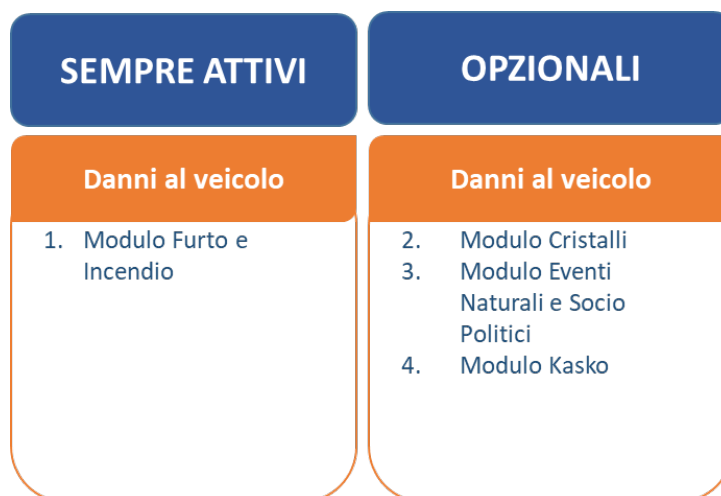 SEMPRE ATTIVI
Danni al veicolo
1. Modulo Furto e
Incendio
OPZIONALI
Danni al veicolo
2. Modulo Cristalli
3. Modulo Eventi
Naturali e Socio
Politici
4. Modulo Kasko